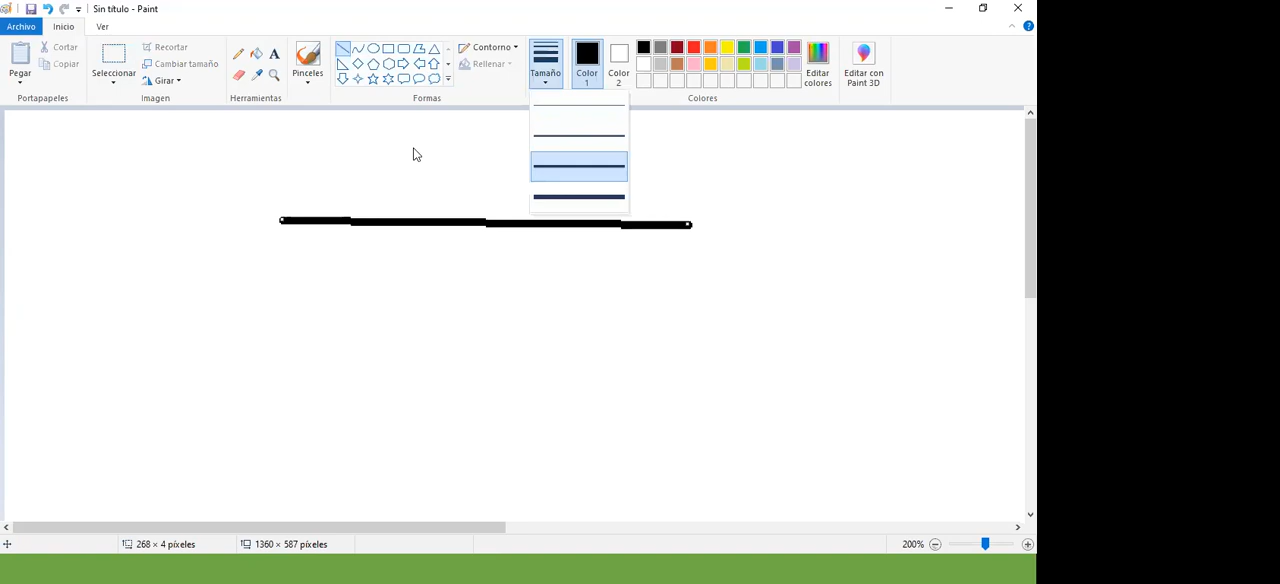 Sin título - Paint
Archivo Inicio Ver
Pegar
Cortar
Copiar
Portapapeles
Seleccionar
Recortar
Cambiar tamaño
Girar
Imagen
A
Herramientas
Pinceles
Contorno
Rellenar
Formas
Tamaño
Color
1
Color
2
Editar
colores
Colores
Editar con
Paint 3D
268 × 4 píxeles
1360 × 587 píxeles
200%